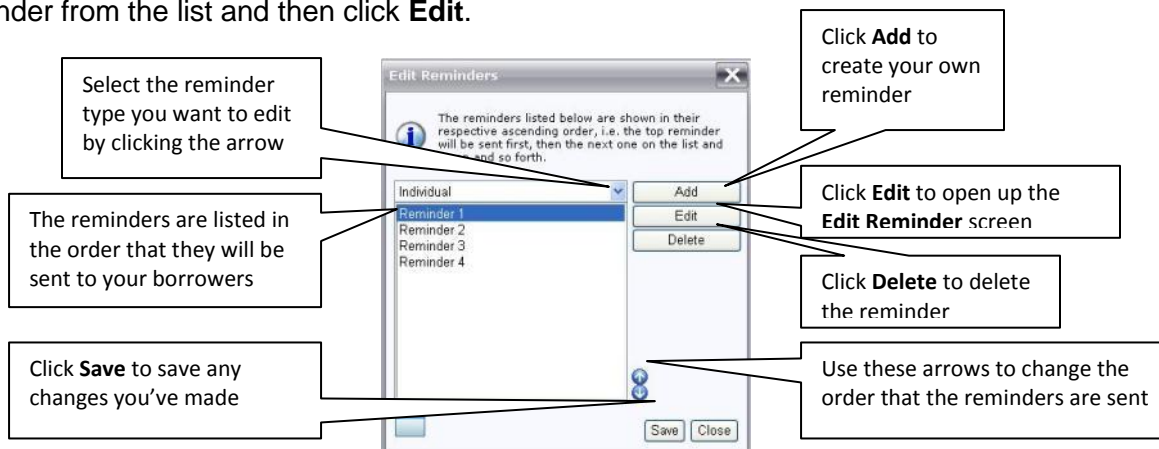 nder from the list and then click Edit.
Click Add to
create your own
reminder
Select the reminder
type you want to edit
by clicking the arrow
Edit Reminders
The reminders listed below are shown in their
respective ascending order, i.e. the top reminder
will be sent first, then the next one on the list and
and so forth.
Individual
Add
Edit
Delete
Reminder 1
Reminder 2
Reminder 3
Reminder 4
Click Edit to open up the
Edit Reminder screen
The reminders are listed in
the order that they will be
sent to your borrowers
Click Delete to delete
the reminder
Click Save to save any
changes you've made
Use these arrows to change the
order that the reminders are sent
Save
Close